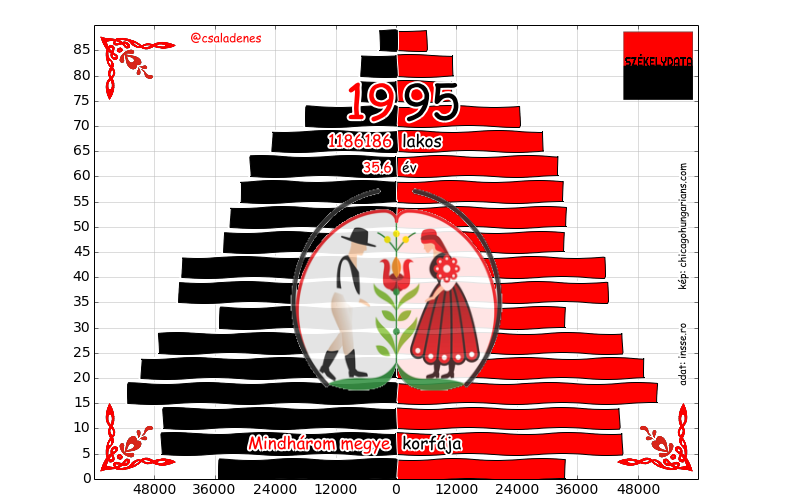 @csaladenes
SZÉKELYDATA
1995
1186186 lakos
35.6 év
kép: chicagohungarians.com
adat: insse.ro
Mindhárom megye korfája
85
80
75
70
65
60
55
50
45
40
35
30
25
20
15
10
5
0
48000 36000 24000 12000 0 12000 24000 36000 48000